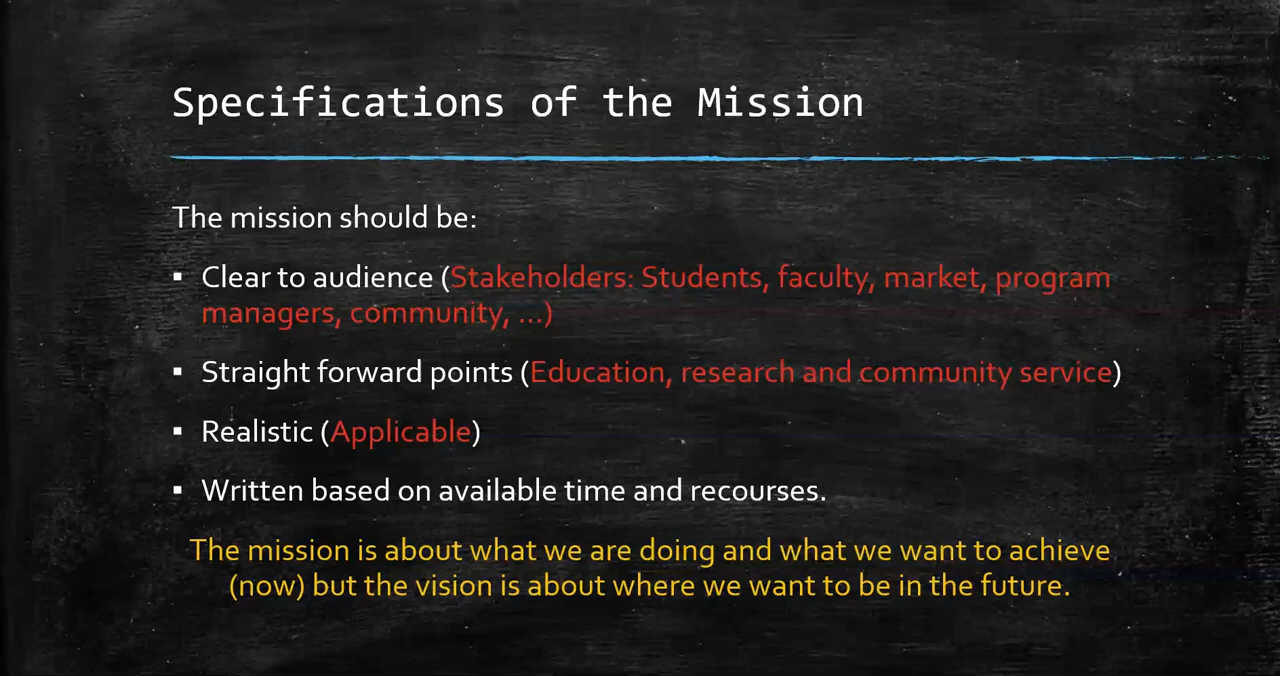 Specifications of the Mission
The mission should be:
▪ Clear to audience (Stakeholders: Students, faculty, market, program
managers, community, ...)
▪ Straight forward points (Education, research and community service)
▪ Realistic (Applicable)
▪ Written based on available time and recourses.
The mission is about what we are doing and what we want to achieve
(now) but the vision is about where we want to be in the future.